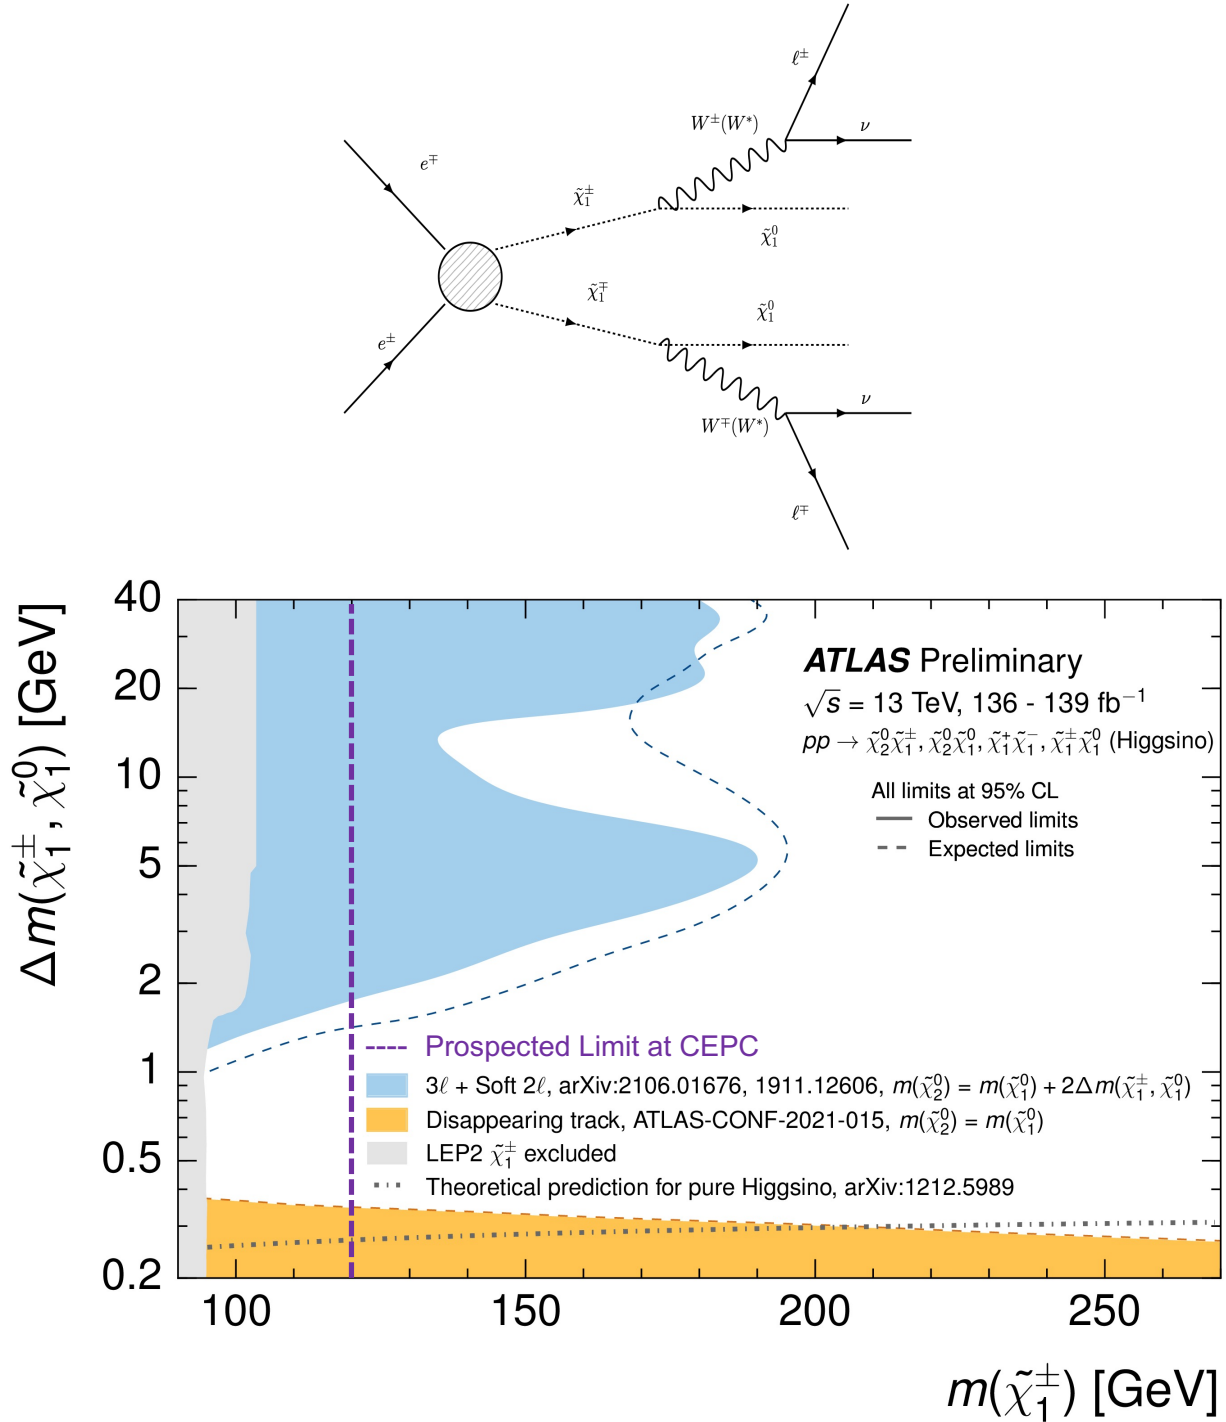 ℓ±
W±(W*)
ν
e∓
χ̃₁±
χ̃₁⁰
χ̃₁∓
χ̃₁⁰
e±
ν
W∓(W*)
ℓ∓
40
20
10
5
2
1
0.5
0.2
Δm(χ̃₁±, χ̃₁⁰) [GeV]
ATLAS Preliminary
√s = 13 TeV, 136 - 139 fb⁻¹
pp → χ̃₂⁰χ̃₁±, χ̃₂⁰χ̃₁⁰, χ̃₁⁺χ̃₁⁻, χ̃₁±χ̃₁⁰ (Higgsino)
All limits at 95% CL
Observed limits
Expected limits
Prospected Limit at CEPC
3ℓ + Soft 2ℓ, arXiv:2106.01676, 1911.12606, m(χ̃₂⁰) = m(χ̃₁⁰) + 2Δm(χ̃₁±, χ̃₁⁰)
Disappearing track, ATLAS-CONF-2021-015, m(χ̃₂⁰) = m(χ̃₁⁰)
LEP2 χ̃₁± excluded
Theoretical prediction for pure Higgsino, arXiv:1212.5989
100 150 200 250
m(χ̃₁±) [GeV]